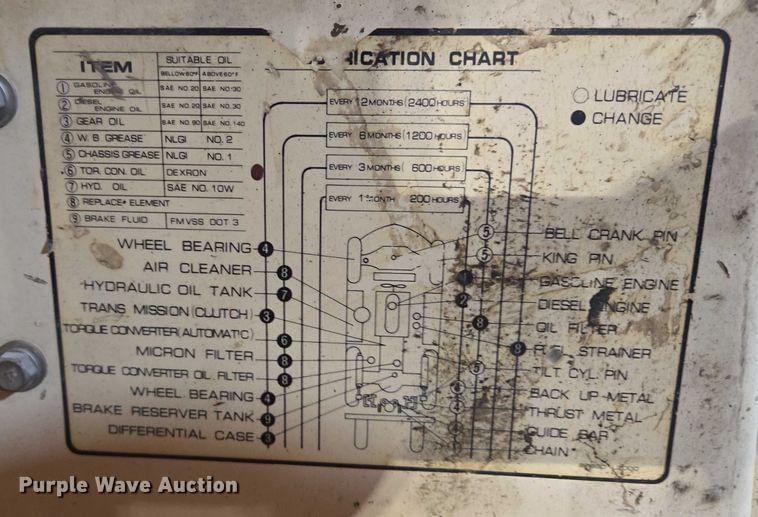 ITEM SUITABLE OIL
BELLOW60°F ABOVE60°F
1 GASOLINE ENGINE OIL SAE NO. 20 SAE NO. 30
2 DIESEL ENGINE OIL SAE NO. 20 SAE NO. 30
3 GEAR OIL SAE NO. 90 SAE NO. 140
4 W. B GREASE NLGI NO. 2
5 CHASSIS GREASE NLGI NO. 1
6 TOR. CON. OIL DEXRON
7 HYD. OIL SAE NO. 10W
8 REPLACE ELEMENT
9 BRAKE FLUID FMVSS DOT 3
RICATION CHART
EVERY 12 MONTHS (2400 HOURS)
EVERY 6 MONTHS (1200 HOURS)
EVERY 3 MONTHS ( 600 HOURS)
EVERY 1 MONTH 200 HOURS)
LUBRICATE
CHANGE
WHEEL BEARING 4
AIR CLEANER 8
HYDRAULIC OIL TANK 7
TRANS MISSION (CLUTCH) 3
TORQUE CONVERTER (AUTOMATIC) 6
MICRON FILTER 8
TORQUE CONVERTER OIL FILTER 8
WHEEL BEARING 4
BRAKE RESERVER TANK 9
DIFFERENTIAL CASE 3
5 BELL CRANK PIN
5 KING PIN
GASOLINE ENGINE
2 DIESEL ENGINE
8 OIL FILTER
8 STRAINER
5 TILT CYL PIN
4 BACK UP METAL
4 THRUST METAL
GUIDE BAR
CHAIN
Purple Wave Auction